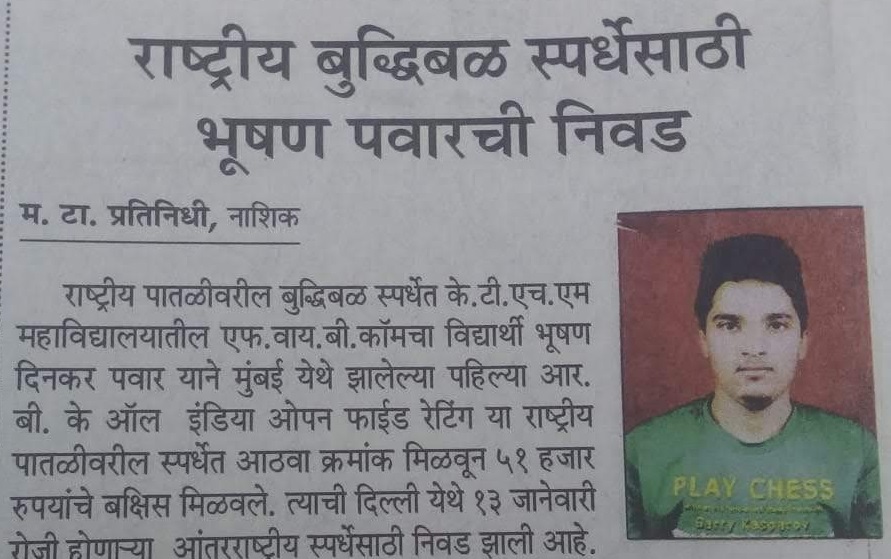 राष्ट्रीय बुद्धिबळ स्पर्धेसाठी
भूषण पवारची निवड
म. टा. प्रतिनिधी, नाशिक
राष्ट्रीय पातळीवरील बुद्धिबळ स्पर्धेत के.टी.एच.एम
महाविद्यालयातील एफ.वाय.बी.कॉमचा विद्यार्थी भूषण
दिनकर पवार याने मुंबई येथे झालेल्या पहिल्या आर.
बी. के ऑल इंडिया ओपन फाईड रेटिंग या राष्ट्रीय
पातळीवरील स्पर्धेत आठवा क्रमांक मिळवून ५१ हजार
रुपयांचे बक्षिस मिळवले. त्याची दिल्ली येथे १३ जानेवारी
रोजी होणाऱ्या आंतरराष्ट्रीय स्पर्धेसाठी निवड झाली आहे.
PLAY CHESS
Garry Kasparov